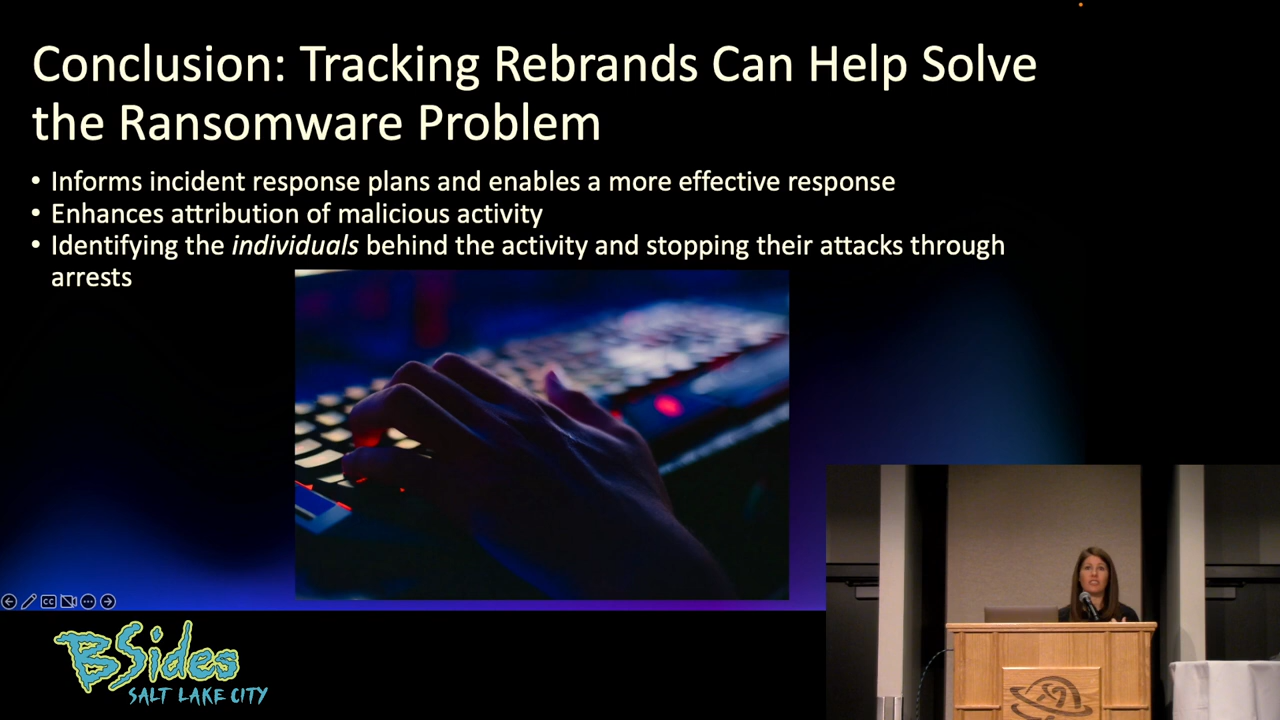 Conclusion: Tracking Rebrands Can Help Solve
the Ransomware Problem
• Informs incident response plans and enables a more effective response
• Enhances attribution of malicious activity
• Identifying the individuals behind the activity and stopping their attacks through
arrests
CC
BSides
SALT LAKE CITY